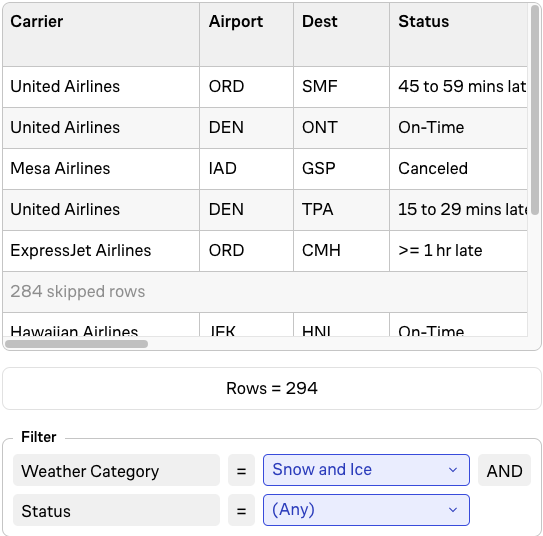 Carrier Airport Dest Status
United Airlines ORD SMF 45 to 59 mins lat
United Airlines DEN ONT On-Time
Mesa Airlines IAD GSP Canceled
United Airlines DEN TPA 15 to 29 mins late
ExpressJet Airlines ORD CMH >= 1 hr late
284 skipped rows
Hawaiian Airlines JFK HNL On-Time
Rows = 294
Filter
Weather Category = Snow and Ice AND
Status = (Any)